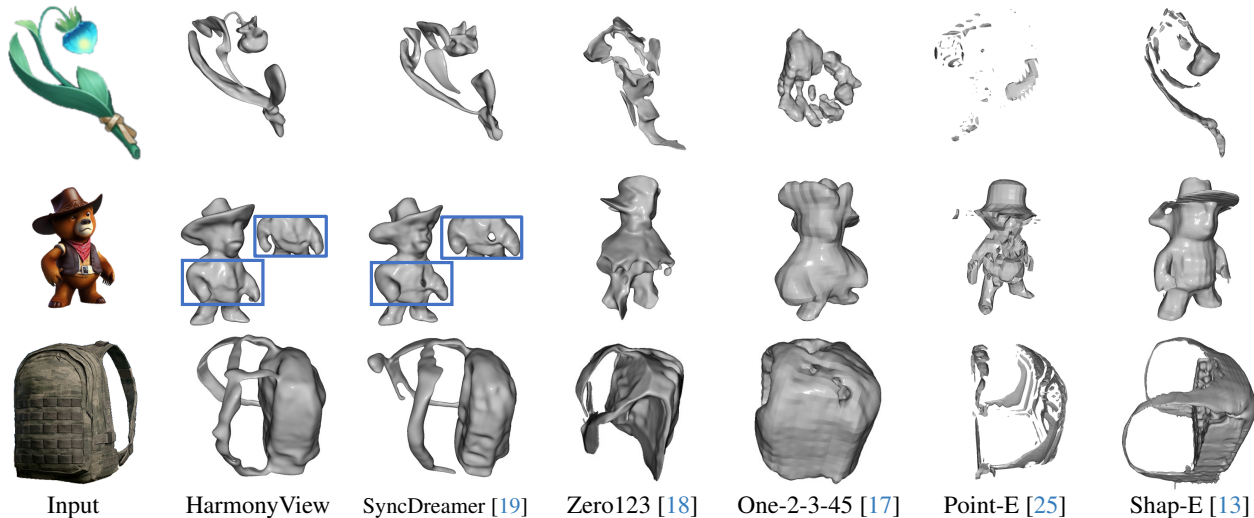 Input HarmonyView SyncDreamer [19] Zero123 [18] One-2-3-45 [17] Point-E [25] Shap-E [13]